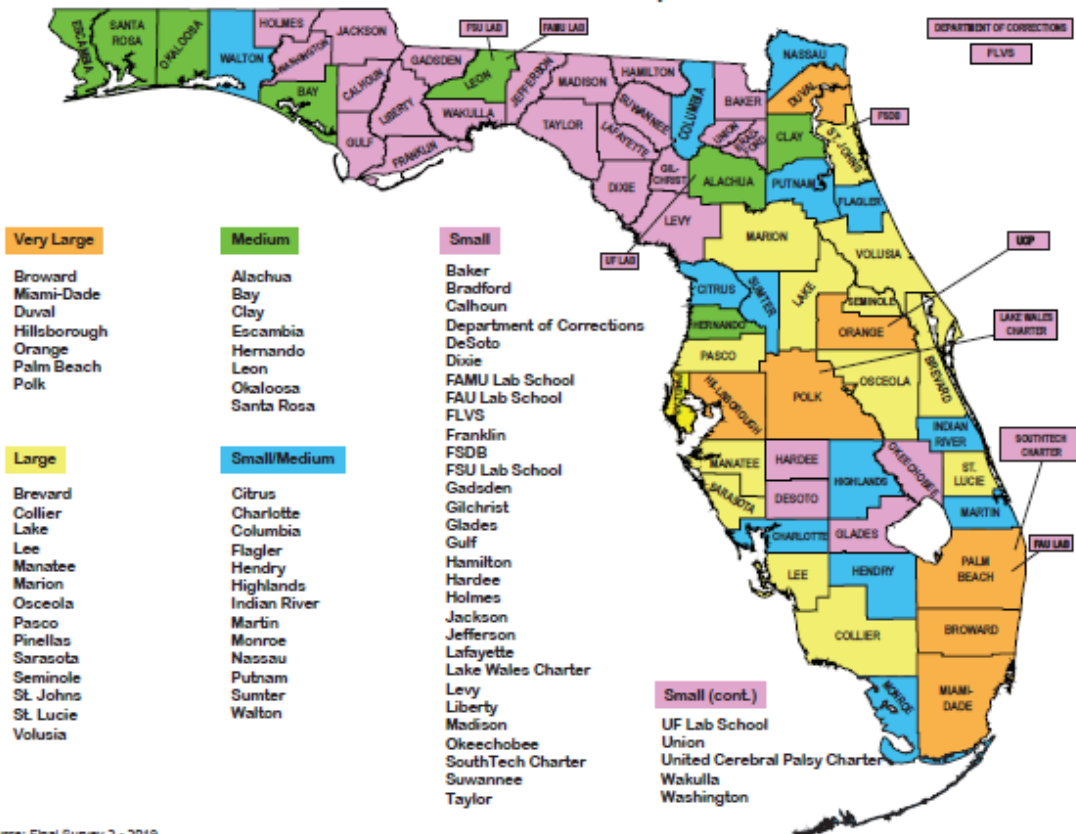 HOLMES
JACKSON
SANTA
ROSA
ESCAMBIA
OKALOOSA
WALTON
WASHINGTON
BAY
CALHOUN
GULF
LIBERTY
FRANKLIN
GADSDEN
LEON
WAKULLA
JEFFERSON
MADISON
TAYLOR
HAMILTON
SUWANNEE
LAFAYETTE
DIXIE
GIL-
CHRIST
LEVY
COLUMBIA
BAKER
UNION
BRAD-
FORD
ALACHUA
NASSAU
DUVAL
CLAY
ST. JOHNS
PUTNAM
FLAGLER
FSU LAB
FAMU LAB
DEPARTMENT OF CORRECTIONS
FLVS
FSDB
UF LAB
UCP
LAKE WALES
CHARTER
SOUTHTECH
CHARTER
FAU LAB
MARION
VOLUSIA
CITRUS
SUMTER
LAKE
SEMINOLE
HERNANDO
ORANGE
PASCO
OSCEOLA
BREVARD
HILLSBOROUGH
POLK
INDIAN
RIVER
MANATEE
HARDEE
HIGHLANDS
OKEECHOBEE
ST.
LUCIE
SARASOTA
DESOTO
MARTIN
CHARLOTTE
GLADES
LEE
HENDRY
PALM
BEACH
COLLIER
BROWARD
MONROE
MIAMI-
DADE
Very Large
Broward
Miami-Dade
Duval
Hillsborough
Orange
Palm Beach
Polk
Medium
Alachua
Bay
Clay
Escambia
Hernando
Leon
Okaloosa
Santa Rosa
Large
Brevard
Collier
Lake
Lee
Manatee
Marion
Osceola
Pasco
Pinellas
Sarasota
Seminole
St. Johns
St. Lucie
Volusia
Small/Medium
Citrus
Charlotte
Columbia
Flagler
Hendry
Highlands
Indian River
Martin
Monroe
Nassau
Putnam
Sumter
Walton
Small
Baker
Bradford
Calhoun
Department of Corrections
DeSoto
Dixie
FAMU Lab School
FAU Lab School
FLVS
Franklin
FSDB
FSU Lab School
Gadsden
Gilchrist
Glades
Gulf
Hamilton
Hardee
Holmes
Jackson
Jefferson
Lafayette
Lake Wales Charter
Levy
Liberty
Madison
Okeechobee
SouthTech Charter
Suwannee
Taylor
Small (cont.)
UF Lab School
Union
United Cerebral Palsy Charter
Wakulla
Washington
Final Survey 2 - 2019